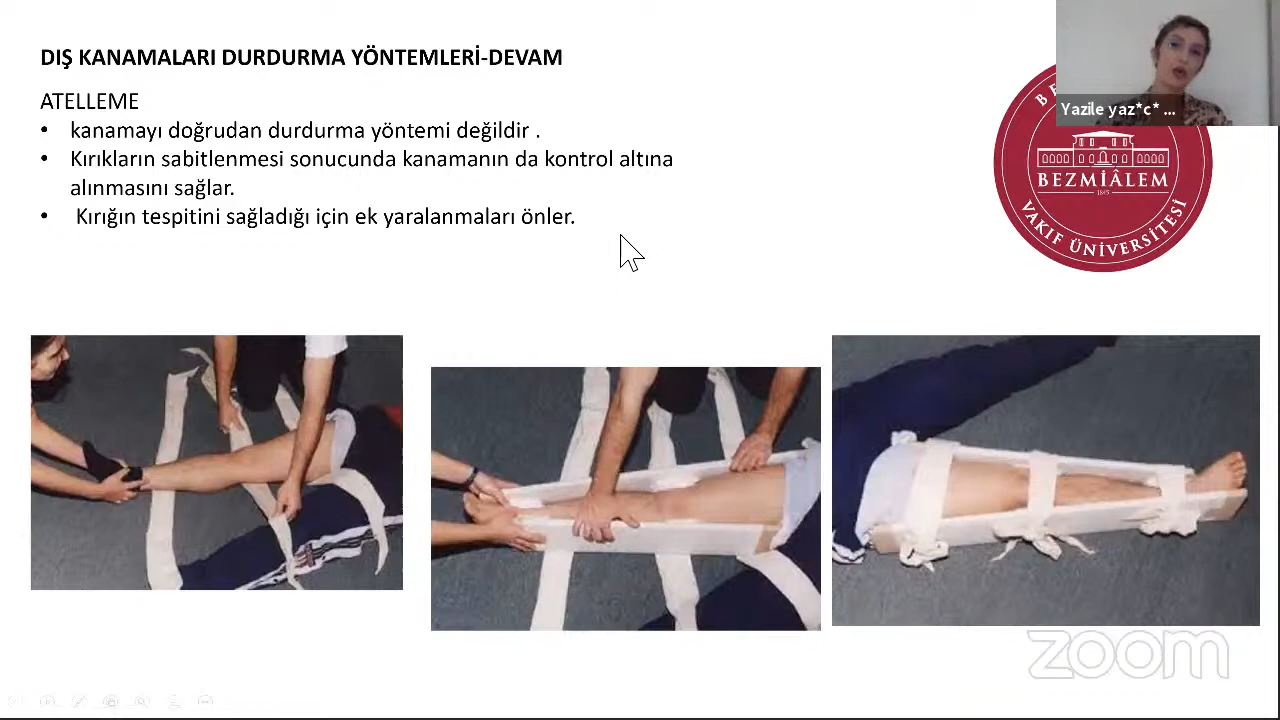 DIŞ KANAMALARI DURDURMA YÖNTEMLERİ-DEVAM
ATELLEME
• kanamayı doğrudan durdurma yöntemi değildir .
• Kırıkların sabitlenmesi sonucunda kanamanın da kontrol altına
alınmasını sağlar.
• Kırığın tespitini sağladığı için ek yaralanmaları önler.
Yazile yaz*c* ...
BEZMİÂLEM
1845
VAKIF ÜNİVERSİTESİ
zoom